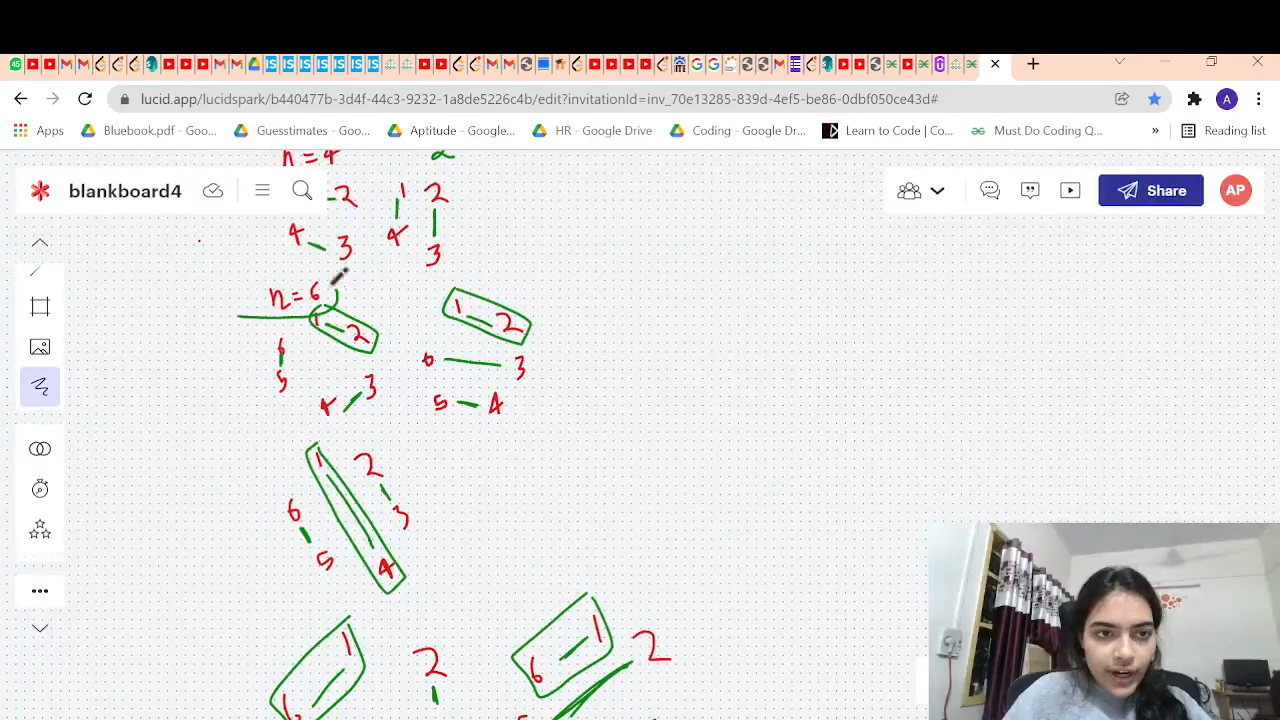 lucid.app/lucidspark/b440477b-3d4f-44c3-9232-1a8de5226c4b/edit?invitationId=inv_70e13285-839d-4ef5-be86-0dbf050ce43d#
A
Apps
Bluebook.pdf - Goo...
Guesstimates - Goo...
Aptitude - Google...
HR - Google Drive
Coding - Google Dr...
Learn to Code | Co...
Must Do Coding Q...
»
Reading list
blankboard4
Share
AP
n = 4
2
2
1 2
4 3
4
3
n = 6
1 2
6
5
3
4
1 2
6 3
5 4
1 2
6 3
5 4
1 2
6
1 2
6